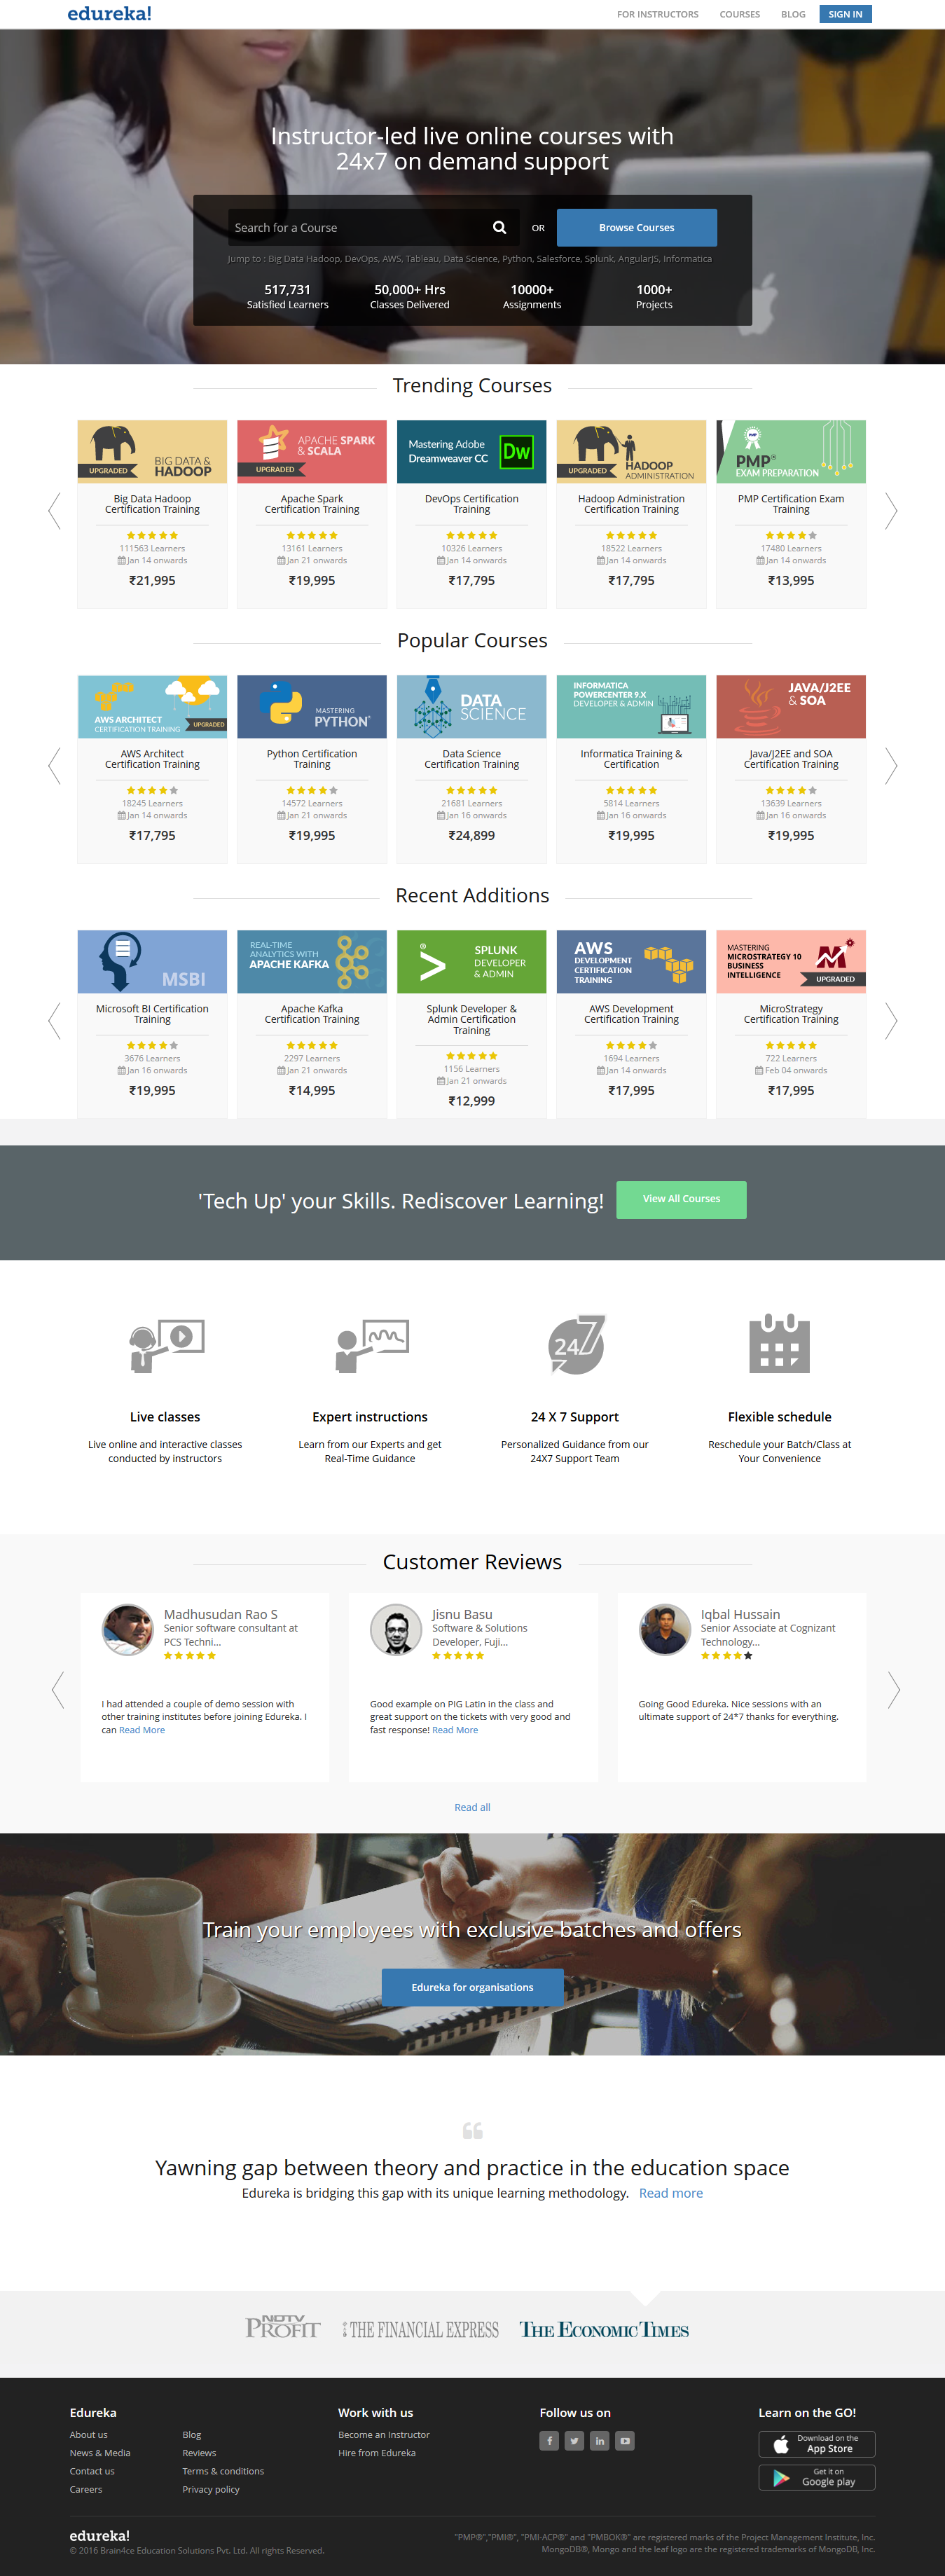 edureka!
FOR INSTRUCTORS COURSES BLOG SIGN IN
Instructor-led live online courses with
24x7 on demand support
Search for a Course OR Browse Courses
Jump to : Big Data Hadoop, DevOps, AWS, Tableau, Data Science, Python, Salesforce, Splunk, AngularJS, Informatica
517,731 50,000+ Hrs 10000+ 1000+
Satisfied Learners Classes Delivered Assignments Projects
Trending Courses
UPGRADED BIG DATA & HADOOP
Big Data Hadoop
Certification Training
111563 Learners
Jan 14 onwards
₹21,995
APACHE SPARK
& SCALA
UPGRADED
Apache Spark
Certification Training
13161 Learners
Jan 21 onwards
₹19,995
Mastering Adobe
Dreamweaver CC
Dw
DevOps Certification
Training
10326 Learners
Jan 14 onwards
₹17,795
UPGRADED HADOOP
ADMINISTRATION
Hadoop Administration
Certification Training
18522 Learners
Jan 14 onwards
₹17,795
PMP®
EXAM PREPARATION
PMP Certification Exam
Training
17480 Learners
Jan 14 onwards
₹13,995
Popular Courses
AWS ARCHITECT
CERTIFICATION TRAINING UPGRADED
AWS Architect
Certification Training
18245 Learners
Jan 14 onwards
₹17,795
MASTERING
PYTHON®
Python Certification
Training
14572 Learners
Jan 21 onwards
₹19,995
DATA
SCIENCE
Data Science
Certification Training
21681 Learners
Jan 16 onwards
₹24,899
INFORMATICA
POWERCENTER 9.X
DEVELOPER & ADMIN
Informatica Training &
Certification
5814 Learners
Jan 16 onwards
₹19,995
JAVA/J2EE
& SOA
Java/J2EE and SOA
Certification Training
13639 Learners
Jan 16 onwards
₹19,995
Recent Additions
MSBI
Microsoft BI Certification
Training
3676 Learners
Jan 16 onwards
₹19,995
REAL-TIME
ANALYTICS WITH
APACHE KAFKA
Apache Kafka
Certification Training
2297 Learners
Jan 21 onwards
₹14,995
SPLUNK
DEVELOPER
& ADMIN
Splunk Developer &
Admin Certification
Training
1156 Learners
Jan 21 onwards
₹12,999
AWS
DEVELOPMENT
CERTIFICATION
TRAINING
AWS Development
Certification Training
1694 Learners
Jan 14 onwards
₹17,995
MASTERING
MICROSTRATEGY 10
BUSINESS
INTELLIGENCE
UPGRADED
MicroStrategy
Certification Training
722 Learners
Feb 04 onwards
₹17,995
'Tech Up' your Skills. Rediscover Learning! View All Courses
24 7
Live classes
Live online and interactive classes
conducted by instructors
Expert instructions
Learn from our Experts and get
Real-Time Guidance
24 X 7 Support
Personalized Guidance from our
24X7 Support Team
Flexible schedule
Reschedule your Batch/Class at
Your Convenience
Customer Reviews
Madhusudan Rao S
Senior software consultant at
PCS Techni...
I had attended a couple of demo session with
other training institutes before joining Edureka. I
can Read More
Jisnu Basu
Software & Solutions
Developer, Fuji...
Good example on PIG Latin in the class and
great support on the tickets with very good and
fast response! Read More
Iqbal Hussain
Senior Associate at Cognizant
Technology...
Going Good Edureka. Nice sessions with an
ultimate support of 24*7 thanks for everything.
Read all
Train your employees with exclusive batches and offers
Edureka for organisations
Yawning gap between theory and practice in the education space
Edureka is bridging this gap with its unique learning methodology. Read more
NDTV
PROFIT
THE FINANCIAL EXPRESS
THE ECONOMIC TIMES
Edureka
About us Blog
News & Media Reviews
Contact us Terms & conditions
Careers Privacy policy
Work with us
Become an Instructor
Hire from Edureka
Follow us on
Learn on the GO!
Download on the
App Store
Get it on
Google play
edureka!
© 2016 Brain4ce Education Solutions Pvt. Ltd. All rights Reserved.
"PMP®","PMI®", "PMI-ACP®" and "PMBOK®" are registered marks of the Project Management Institute, Inc.
MongoDB®, Mongo and the leaf logo are the registered trademarks of MongoDB, Inc.